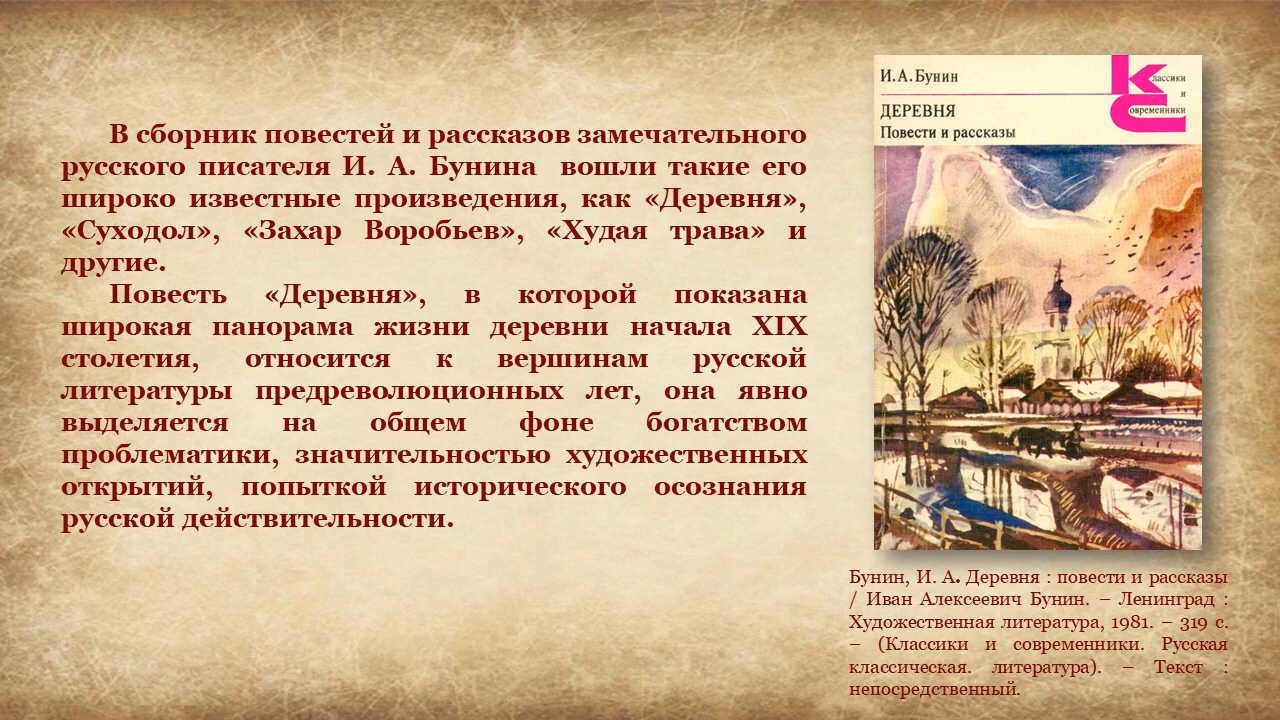 В сборник повестей и рассказов замечательного
русского писателя И. А. Бунина вошли такие его
широко известные произведения, как «Деревня»,
«Суходол», «Захар Воробьев», «Худая трава» и
другие.
Повесть «Деревня», в которой показана
широкая панорама жизни деревни начала XIX
столетия, относится к вершинам русской
литературы предреволюционных лет, она явно
выделяется на общем фоне богатством
проблематики, значительностью художественных
открытий, попыткой исторического осознания
русской действительности.
И.А.Бунин
ДЕРЕВНЯ
Повести и рассказы
Классики
и
Современники
Бунин, И. А. Деревня : повести и рассказы
/ Иван Алексеевич Бунин. – Ленинград :
Художественная литература, 1981. – 319 с.
– (Классики и современники. Русская
классическая. литература). – Текст :
непосредственный.